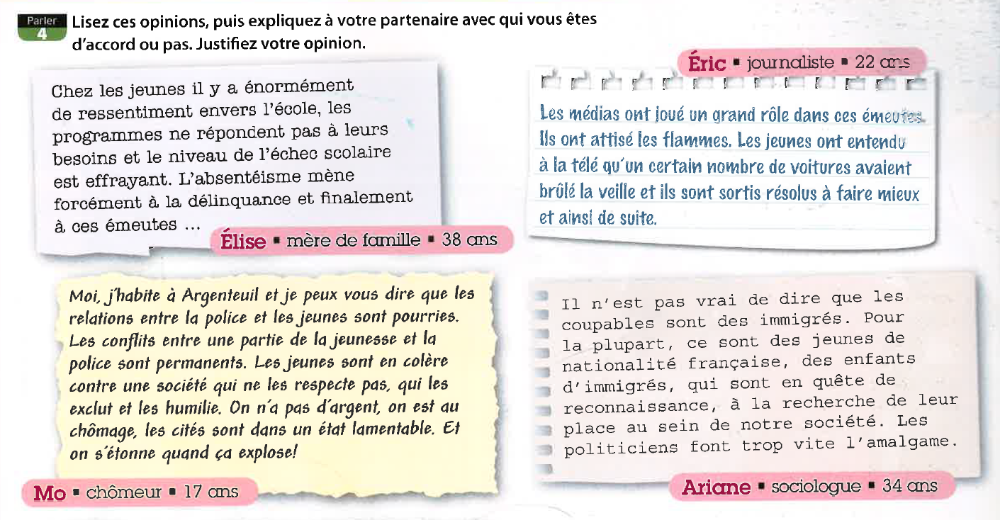 Parler
4
Lisez ces opinions, puis expliquez à votre partenaire avec qui vous êtes
d'accord ou pas. Justifiez votre opinion.
Chez les jeunes il y a énormément
de ressentiment envers l'école, les
programmes ne répondent pas à leurs
besoins et le niveau de l'échec scolaire
est effrayant. L'absentéisme mène
forcément à la délinquance et finalement
à ces émeutes ...
Élise ▪ mère de famille ▪ 38 ans
Éric ▪ journaliste ▪ 22 ans
Les médias ont joué un grand rôle dans ces émeutes.
Ils ont attisé les flammes. Les jeunes ont entendu
à la télé qu'un certain nombre de voitures avaient
brûlé la veille et ils sont sortis résolus à faire mieux
et ainsi de suite.
Moi, j'habite à Argenteuil et je peux vous dire que les
relations entre la police et les jeunes sont pourries.
Les conflits entre une partie de la jeunesse et la
police sont permanents. Les jeunes sont en colère
contre une société qui ne les respecte pas, qui les
exclut et les humilie. On n'a pas d'argent, on est au
chômage, les cités sont dans un état lamentable. Et
on s'étonne quand ça explose!
Mo ▪ chômeur ▪ 17 ans
Il n'est pas vrai de dire que les
coupables sont des immigrés. Pour
la plupart, ce sont des jeunes de
nationalité française, des enfants
d'immigrés, qui sont en quête de
reconnaissance, à la recherche de leur
place au sein de notre société. Les
politiciens font trop vite l'amalgame.
Ariane ▪ sociologue ▪ 34 ans